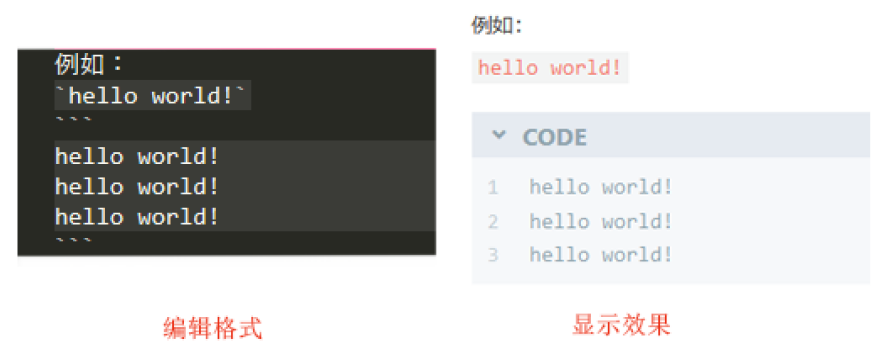 例如：
`hello world!`
```
hello world!
hello world!
hello world!
```
编辑格式
例如：
hello world!
CODE
1 hello world!
2 hello world!
3 hello world!
显示效果